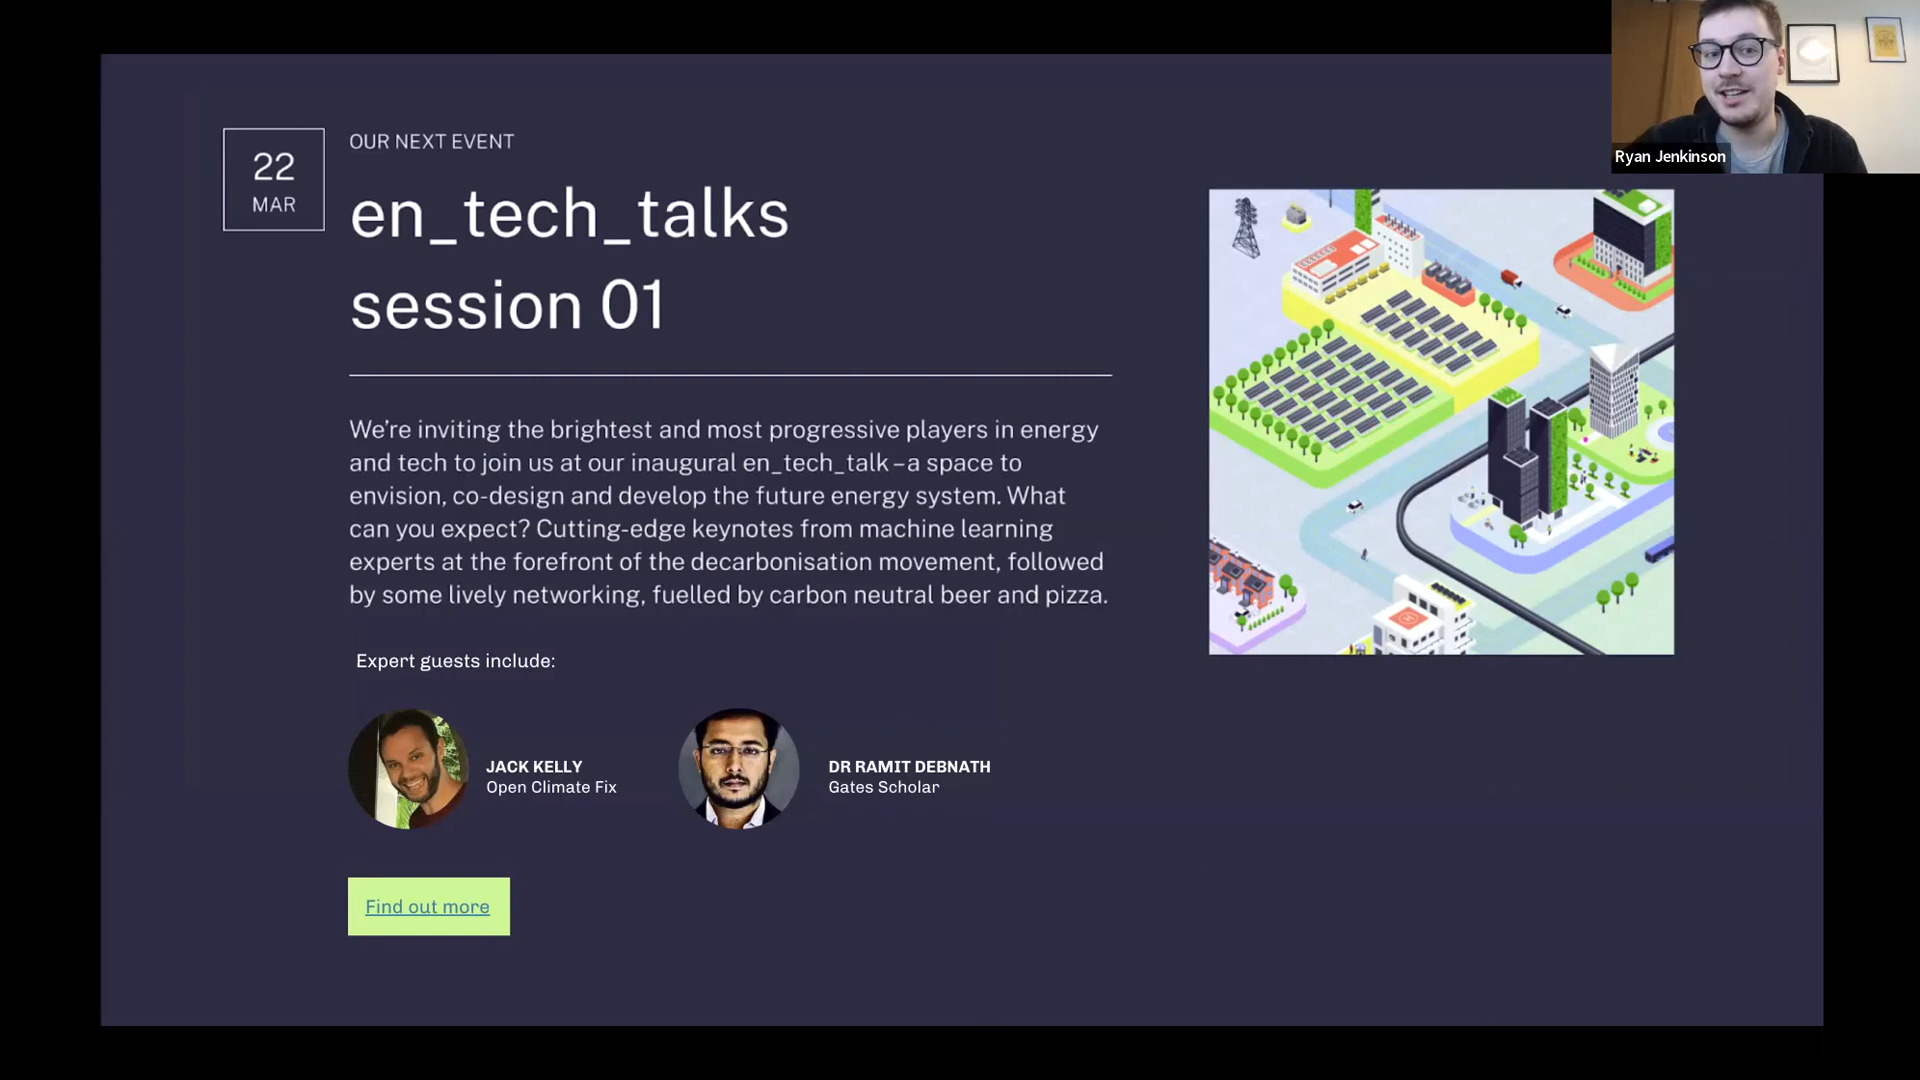 22
MAR
OUR NEXT EVENT
en_tech_talks
session 01
We’re inviting the brightest and most progressive players in energy
and tech to join us at our inaugural en_tech_talk – a space to
envision, co-design and develop the future energy system. What
can you expect? Cutting-edge keynotes from machine learning
experts at the forefront of the decarbonisation movement, followed
by some lively networking, fuelled by carbon neutral beer and pizza.
Expert guests include:
JACK KELLY
Open Climate Fix
DR RAMIT DEBNATH
Gates Scholar
Find out more
Ryan Jenkinson
H